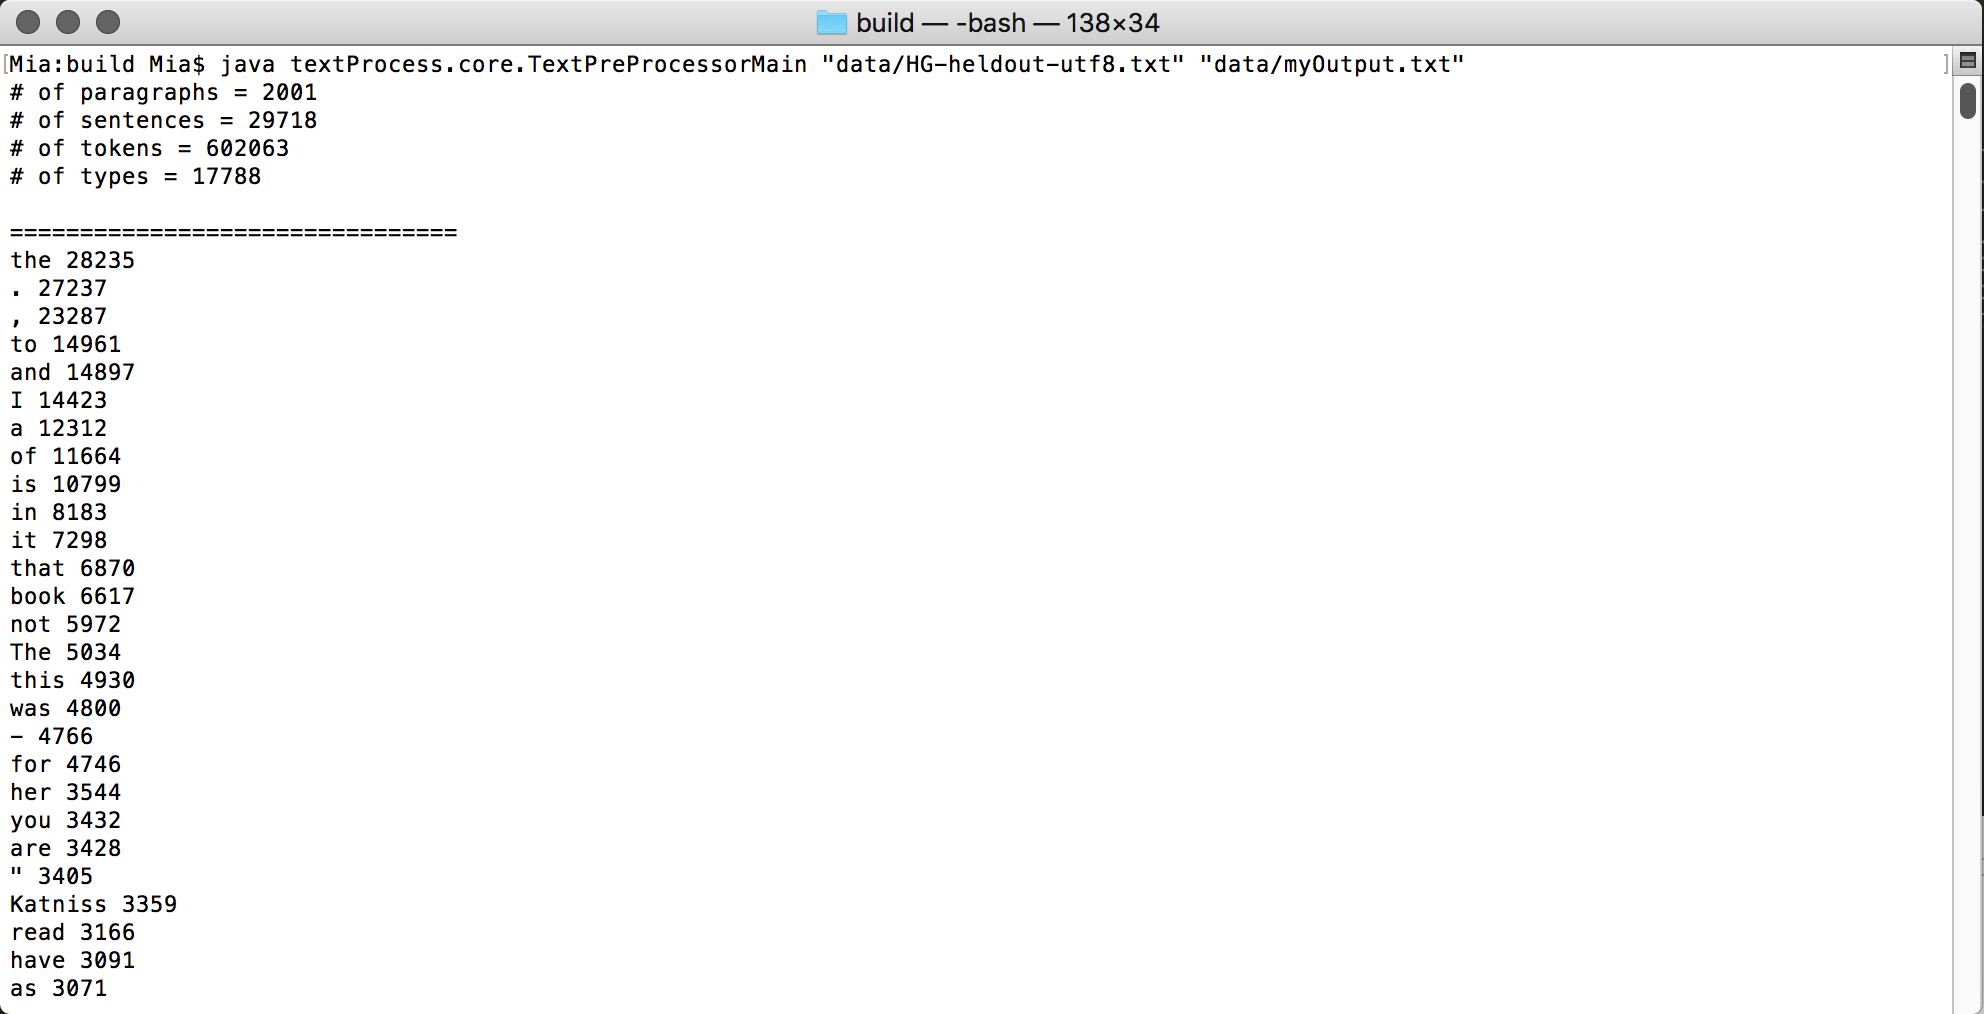 build — -bash — 138×34
[Mia:build Mia$ java textProcess.core.TextPreProcessorMain "data/HG-heldout-utf8.txt" "data/myOutput.txt" ]
# of paragraphs = 2001
# of sentences = 29718
# of tokens = 602063
# of types = 17788
================================
the 28235
. 27237
, 23287
to 14961
and 14897
I 14423
a 12312
of 11664
is 10799
in 8183
it 7298
that 6870
book 6617
not 5972
The 5034
this 4930
was 4800
- 4766
for 4746
her 3544
you 3432
are 3428
" 3405
Katniss 3359
read 3166
have 3091
as 3071